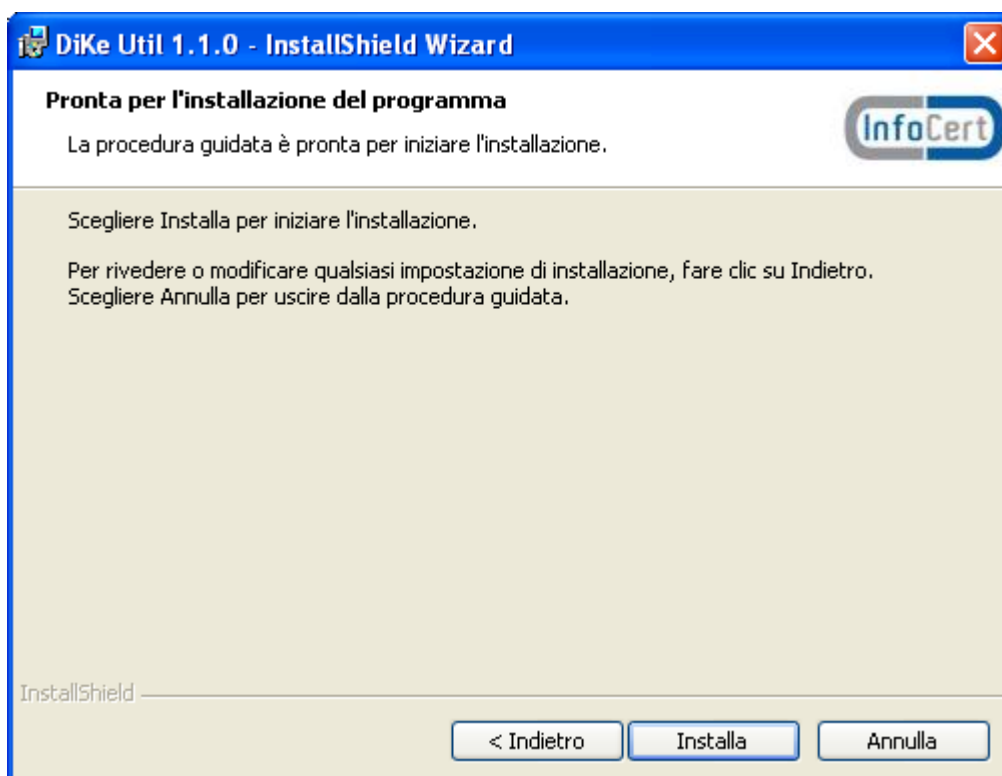 DiKe Util 1.1.0 - InstallShield Wizard
Pronta per l'installazione del programma
La procedura guidata è pronta per iniziare l'installazione.
InfoCert
Scegliere Installa per iniziare l'installazione.
Per rivedere o modificare qualsiasi impostazione di installazione, fare clic su Indietro.
Scegliere Annulla per uscire dalla procedura guidata.
InstallShield
< Indietro
Installa
Annulla